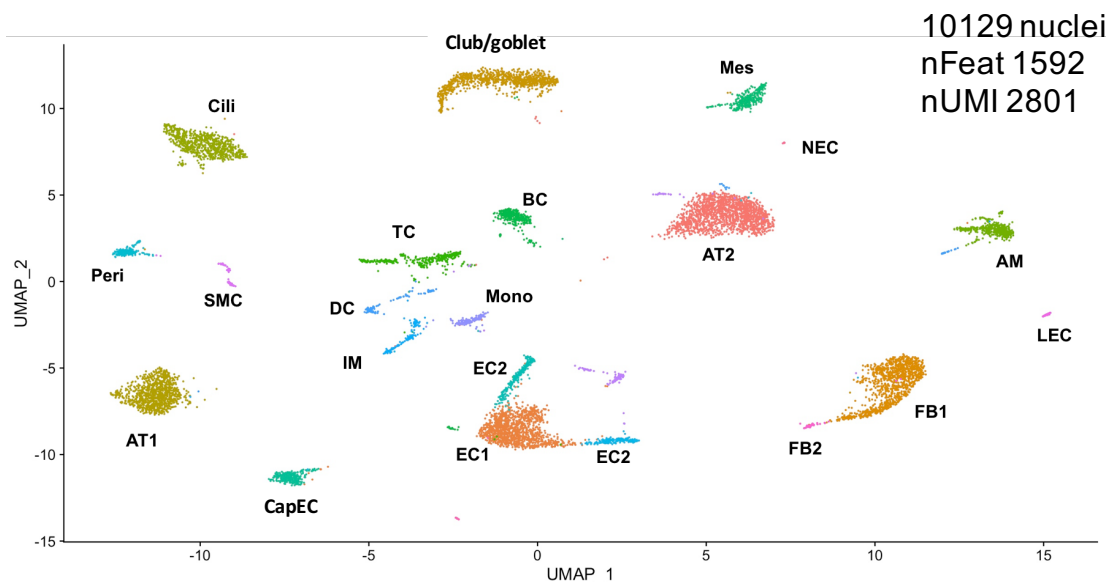 10129 nuclei
nFeat 1592
nUMI 2801
Club/goblet
Mes
Cili
NEC
BC
TC
AT2
AM
Peri
SMC
DC
Mono
LEC
IM
EC2
AT1
FB1
EC1
EC2
FB2
CapEC
UMAP_2
10
5
0
-5
-10
-15
-10
-5
0
5
10
15
UMAP_1